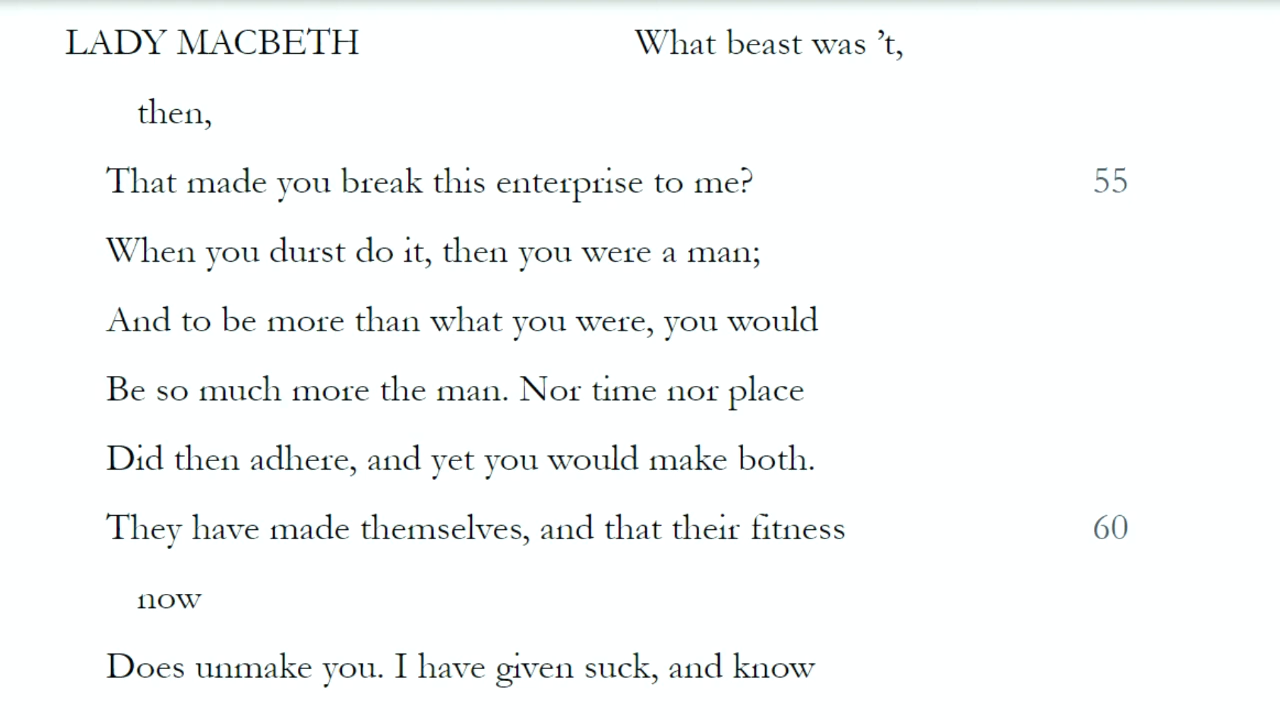 LADY MACBETH What beast was ’t,
then,
That made you break this enterprise to me? 55
When you durst do it, then you were a man;
And to be more than what you were, you would
Be so much more the man. Nor time nor place
Did then adhere, and yet you would make both.
They have made themselves, and that their fitness 60
now
Does unmake you. I have given suck, and know